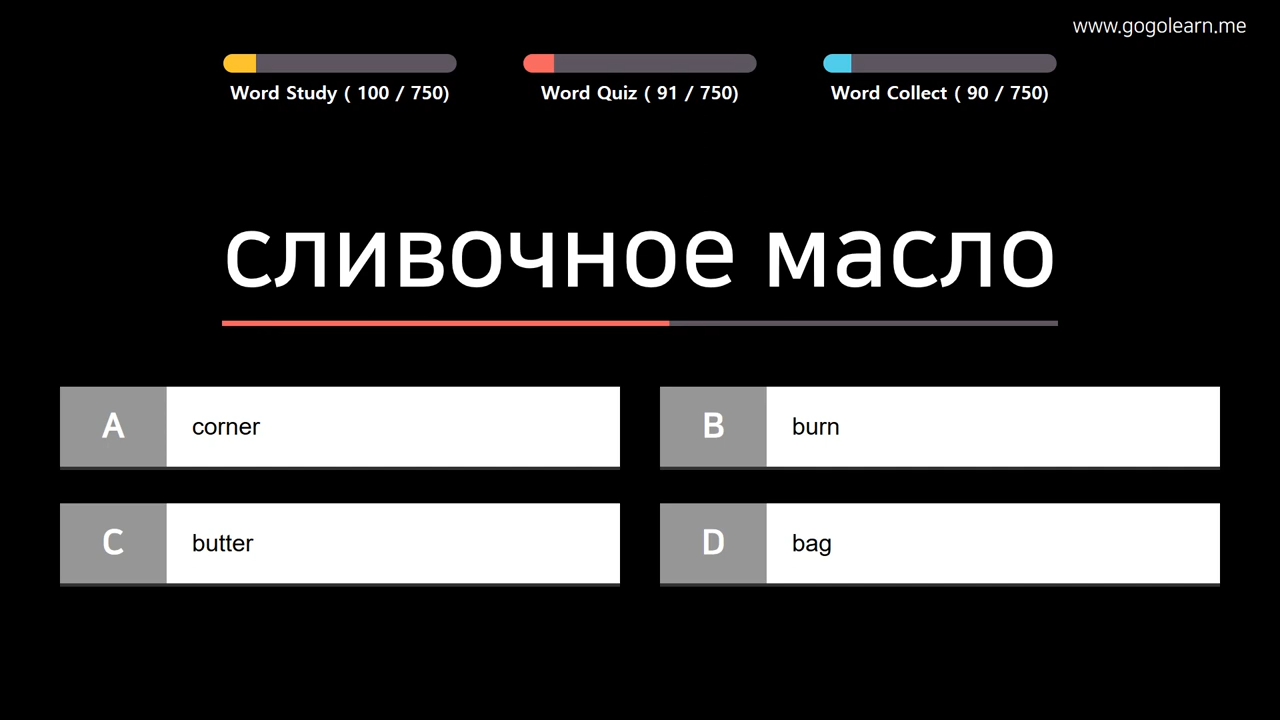 www.gogolearn.me
Word Study ( 100 / 750)
Word Quiz ( 91 / 750)
Word Collect ( 90 / 750)
сливочное масло
A corner
B burn
C butter
D bag